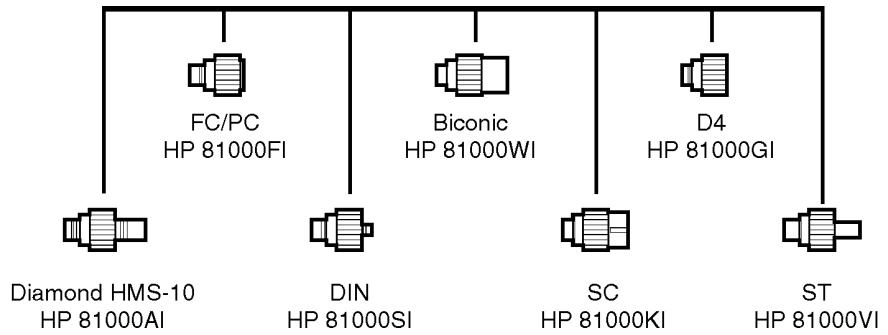 FC/PC
HP 81000FI
Biconic
HP 81000WI
D4
HP 81000GI
Diamond HMS-10
HP 81000AI
DIN
HP 81000SI
SC
HP 81000KI
ST
HP 81000VI